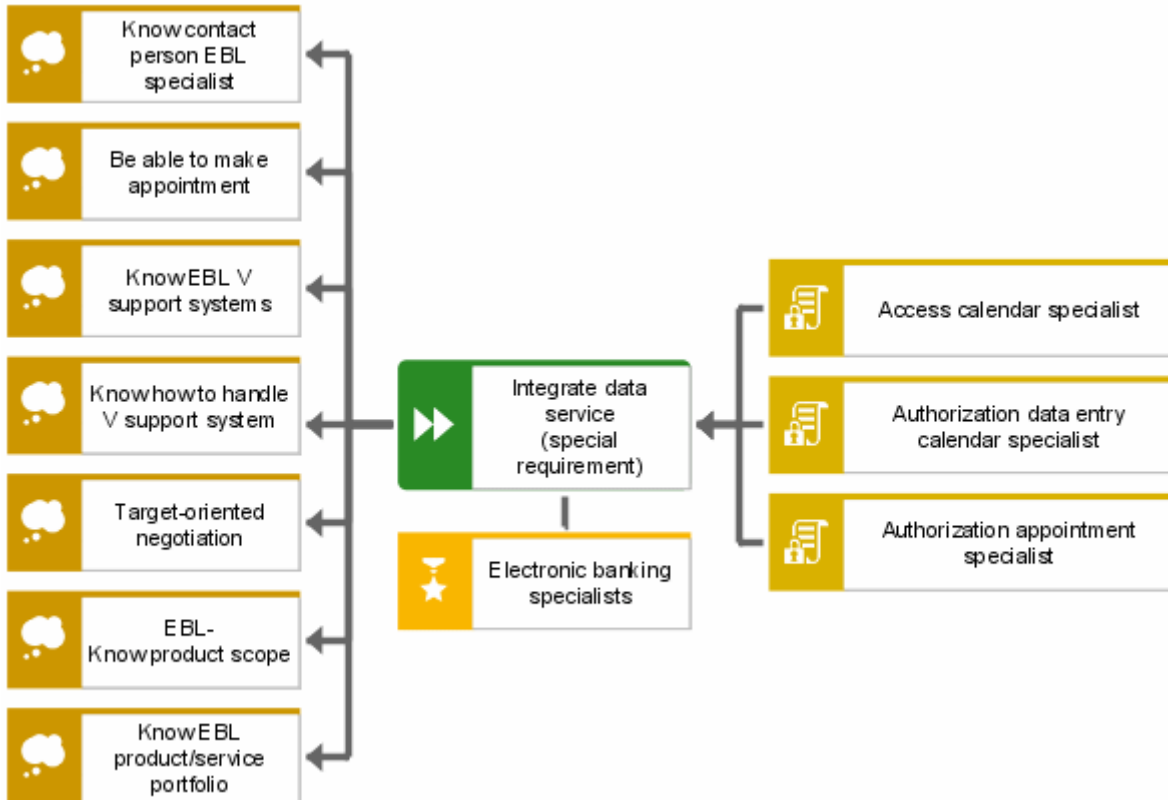 Know contact
person EBL
specialist
Be able to make
appointment
Know EBL V
support systems
Know how to handle
V support system
Target-oriented
negotiation
EBL-
Know product scope
Know EBL
product/service
portfolio
Integrate data
service
(special
requirement)
Electronic banking
specialists
Access calendar specialist
Authorization data entry
calendar specialist
Authorization appointment
specialist